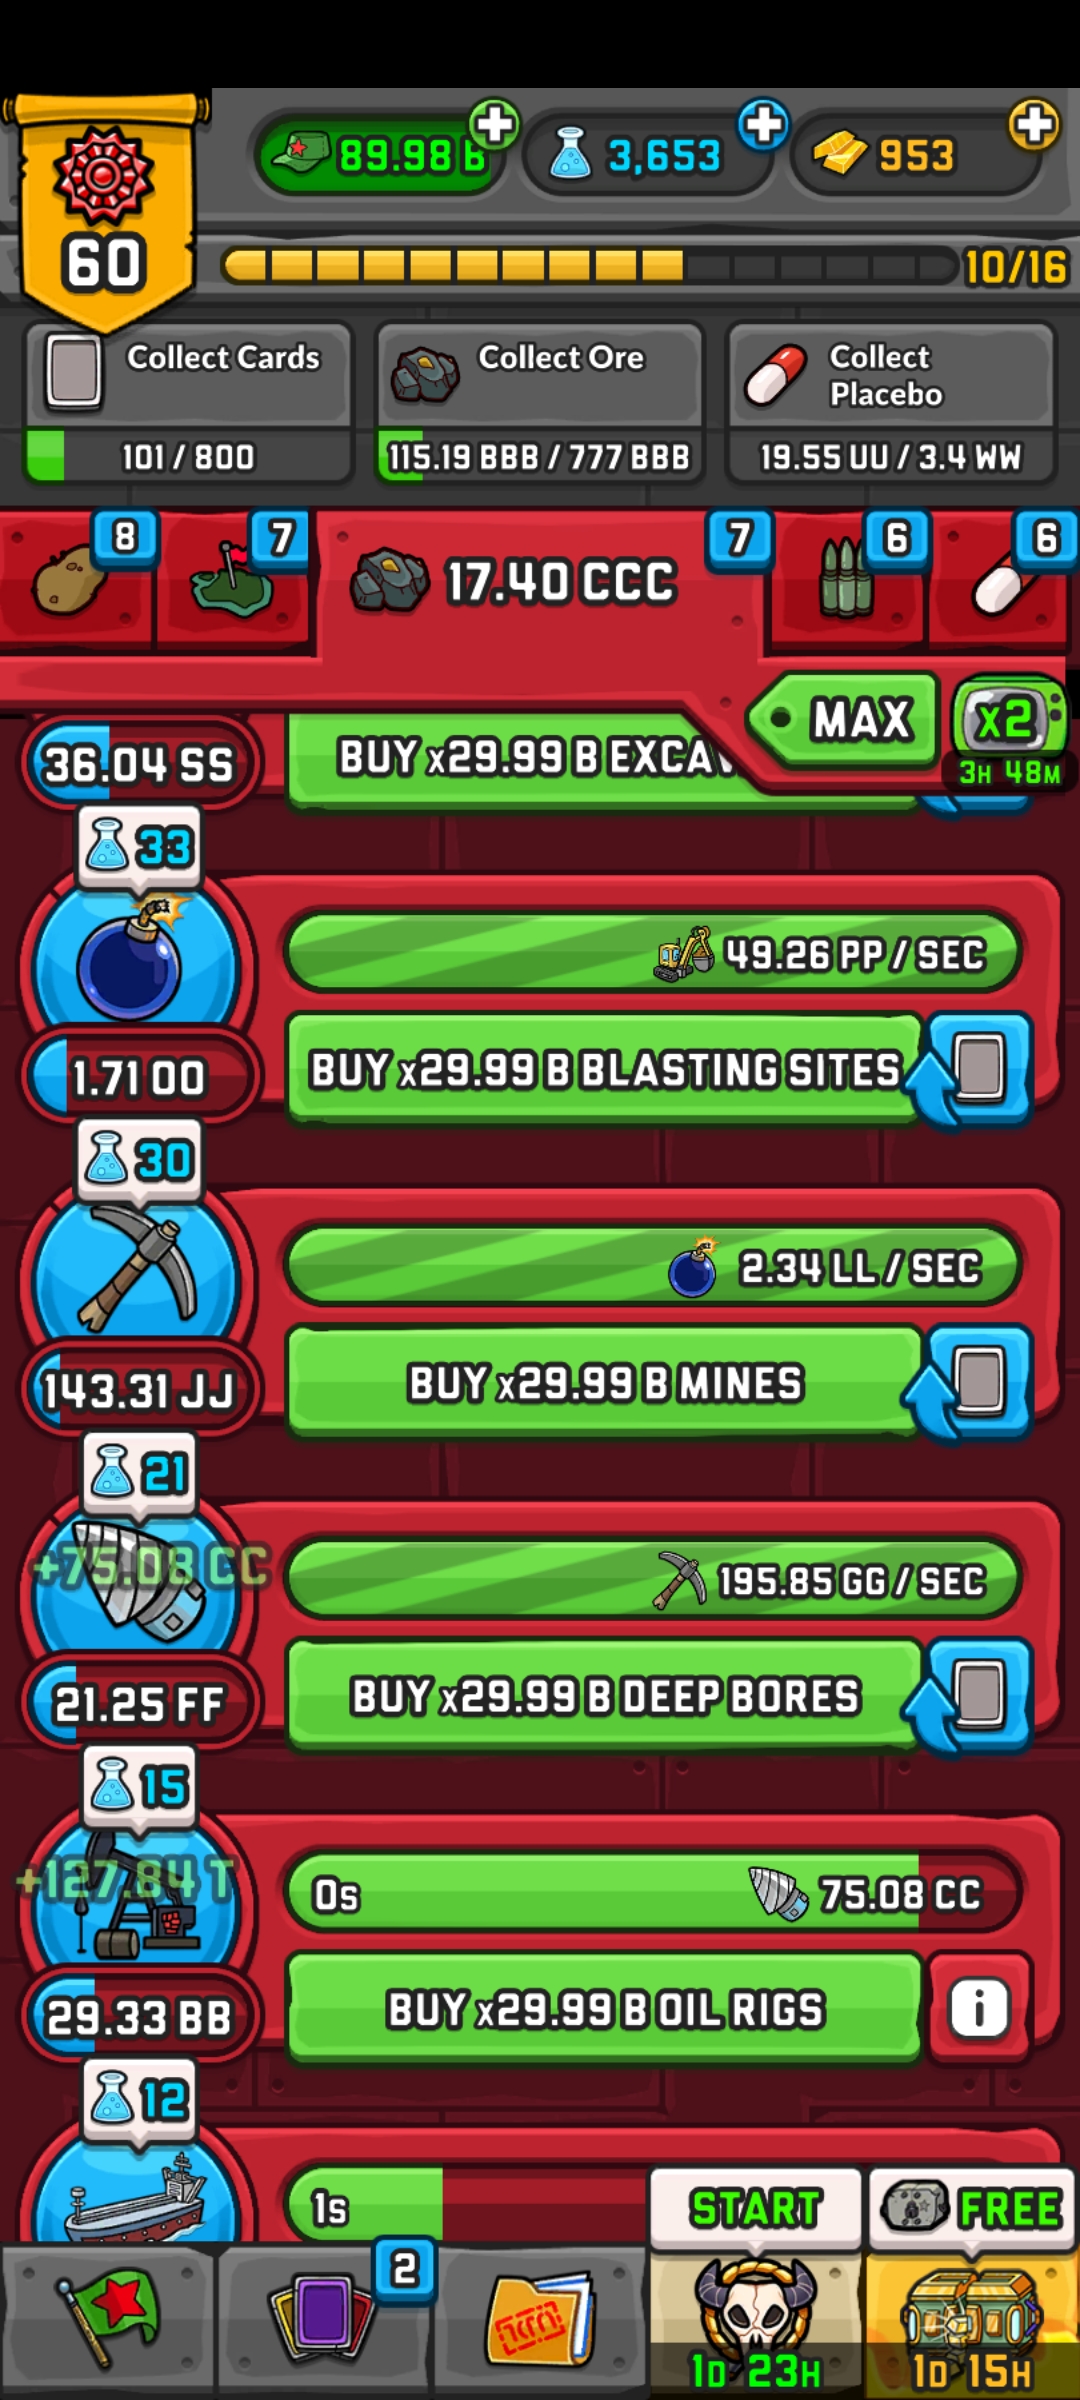 60
89.98 B
3,653
953
10/16
Collect Cards
101 / 800
Collect Ore
115.19 BBB / 777 BBB
Collect
Placebo
19.55 UU / 3.4 WW
8
7
17.40 CCC
7
6
6
MAX
x2
3H 48M
36.04 SS
BUY x29.99 B EXCAV
33
49.26 PP / SEC
1.71 OO
BUY x29.99 B BLASTING SITES
30
2.34 LL / SEC
143.31 JJ
BUY x29.99 B MINES
21
+75.08 CC
195.85 GG / SEC
21.25 FF
BUY x29.99 B DEEP BORES
15
+127.84 T
0s
75.08 CC
29.33 BB
BUY x29.99 B OIL RIGS
i
12
1s
START
FREE
2
1D 23H
1D 15H